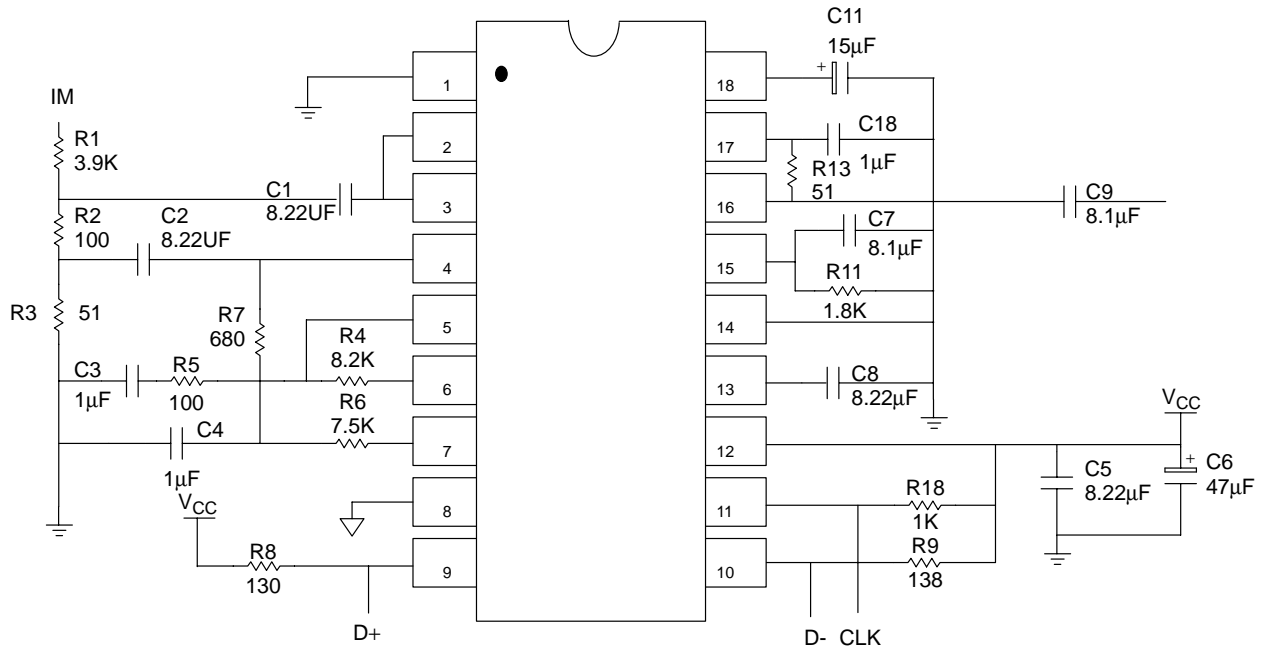 C11
15μF
+
1
18
IM
R1
3.9K
2
17
C18
1μF
R13
51
C1
8.22UF
3
16
C9
8.1μF
R2
100
C2
8.22UF
C7
8.1μF
4
15
R11
1.8K
R3
51
R7
680
5
14
R4
8.2K
C3
1μF
R5
100
6
13
C8
8.22μF
R6
7.5K
VCC
C4
1μF
7
12
+
C5
8.22μF
C6
47μF
VCC
8
11
R18
1K
R8
130
9
10
R9
138
D+
D-
CLK